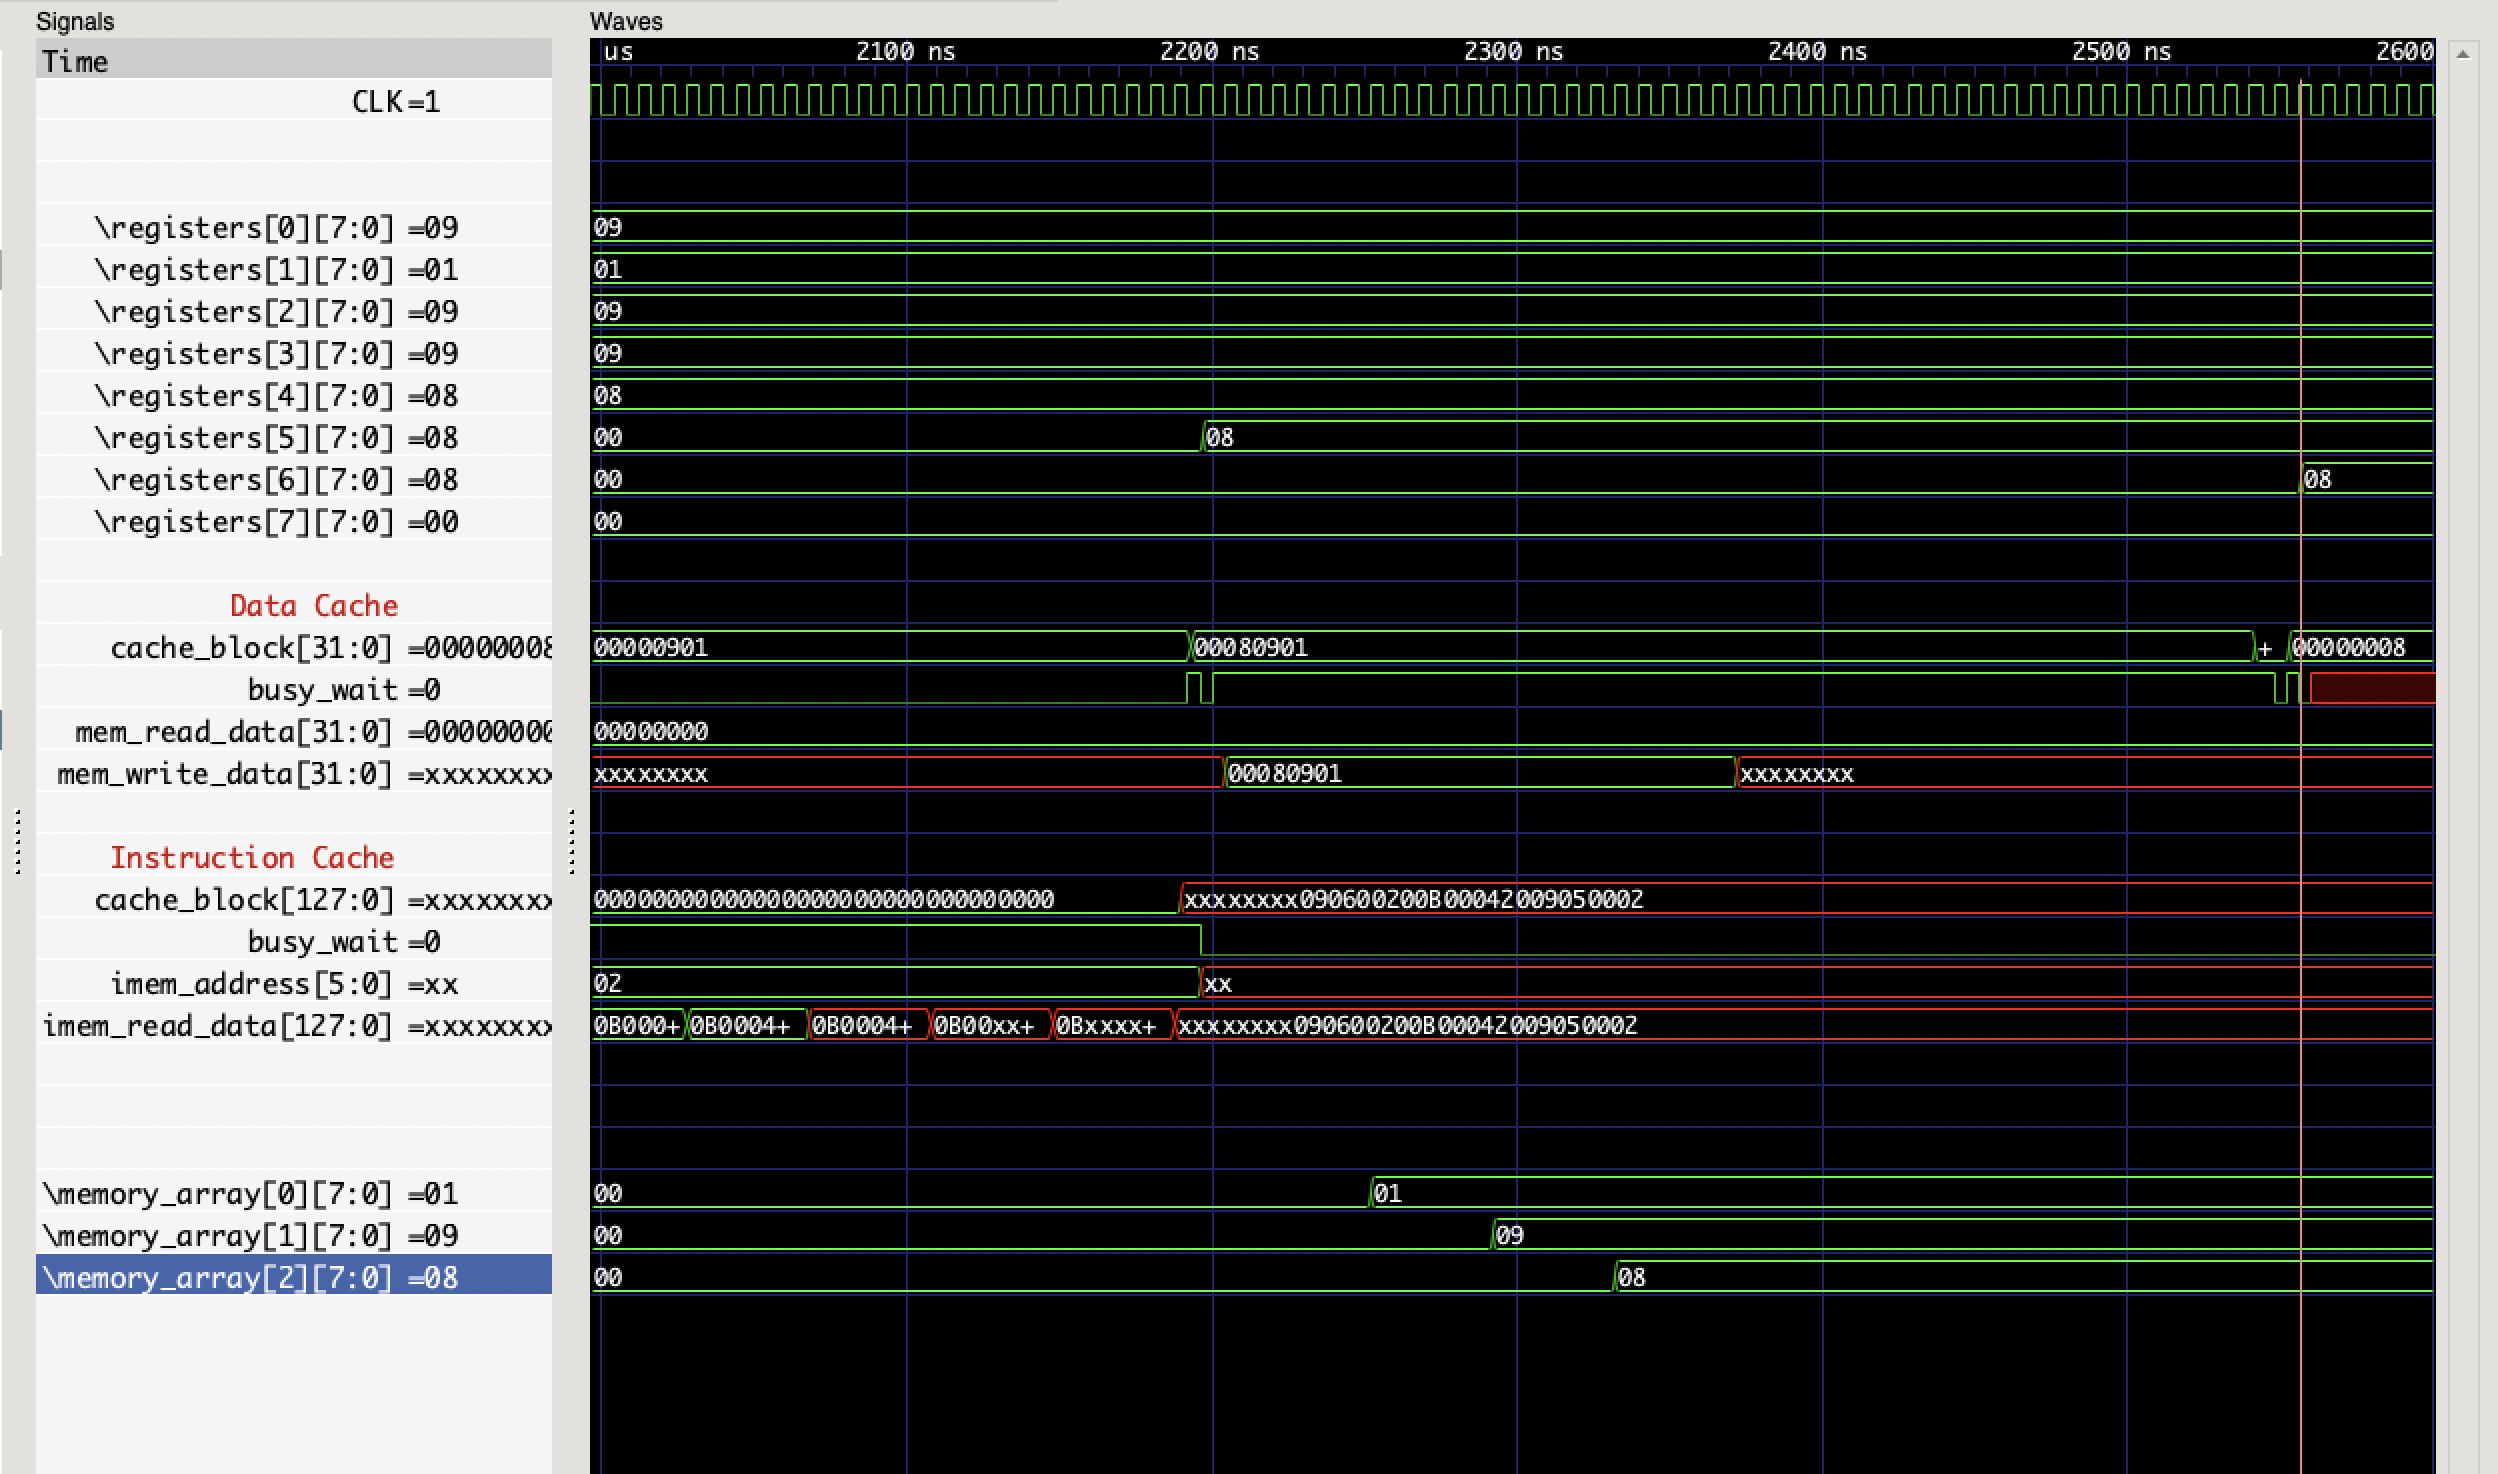 Signals
Waves
Time
us 2100 ns 2200 ns 2300 ns 2400 ns 2500 ns 2600
CLK =1
\registers[0][7:0] =09 09
\registers[1][7:0] =01 01
\registers[2][7:0] =09 09
\registers[3][7:0] =09 09
\registers[4][7:0] =08 08
\registers[5][7:0] =08 00 08
\registers[6][7:0] =08 00 08
\registers[7][7:0] =00 00
Data Cache
cache_block[31:0] =00000008 00000901 00080901 + 00000008
busy_wait =0
mem_read_data[31:0] =00000000 00000000
mem_write_data[31:0] =xxxxxxxx xxxxxxxx 00080901 xxxxxxxx
Instruction Cache
cache_block[127:0] =xxxxxxxx 00000000000000000000000000000000 xxxxxxxx090600200B00042009050002
busy_wait =0
imem_address[5:0] =xx 02 xx
imem_read_data[127:0] =xxxxxxxx 0B000+ 0B0004+ 0B0004+ 0B00xx+ 0Bxxxx+ xxxxxxxx090600200B00042009050002
\memory_array[0][7:0] =01 00 01
\memory_array[1][7:0] =09 00 09
\memory_array[2][7:0] =08 00 08